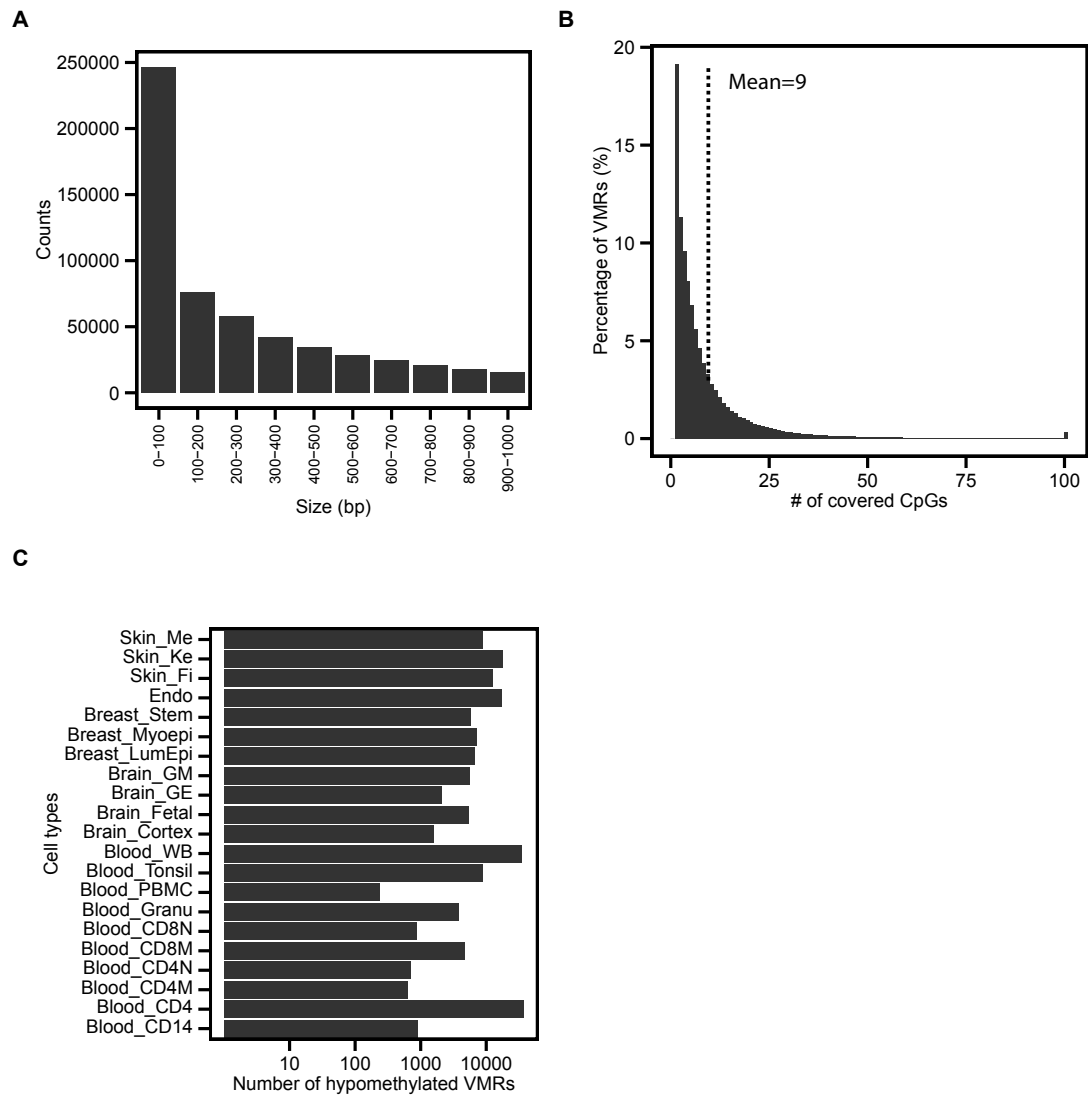 A
250000
200000
150000
100000
50000
0
Counts
0−100
100−200
200−300
300−400
400−500
500−600
600−700
700−800
800−900
900−1000
Size (bp)
B
20
15
10
5
0
Percentage of VMRs (%)
Mean=9
0
25
50
75
100
# of covered CpGs
C
Cell types
Skin_Me
Skin_Ke
Skin_Fi
Endo
Breast_Stem
Breast_Myoepi
Breast_LumEpi
Brain_GM
Brain_GE
Brain_Fetal
Brain_Cortex
Blood_WB
Blood_Tonsil
Blood_PBMC
Blood_Granu
Blood_CD8N
Blood_CD8M
Blood_CD4N
Blood_CD4M
Blood_CD4
Blood_CD14
10
100
1000
10000
Number of hypomethylated VMRs